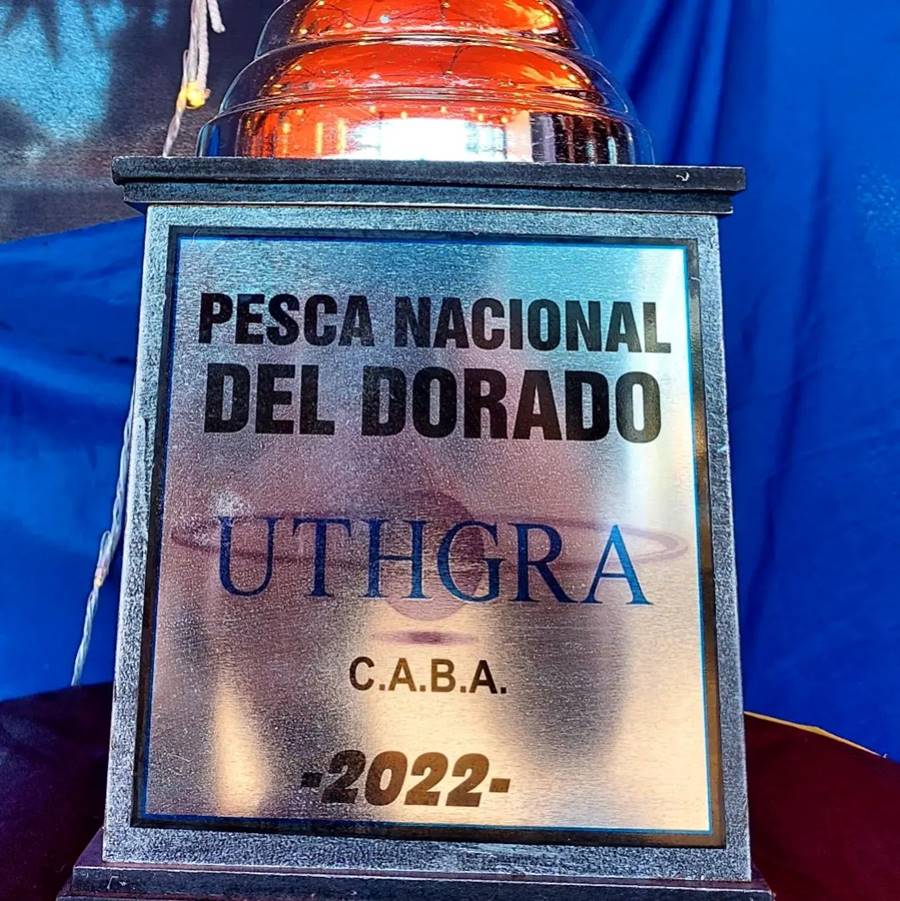 PESCA NACIONAL
DEL DORADO
UTHGRA
C.A.B.A.
-2022-